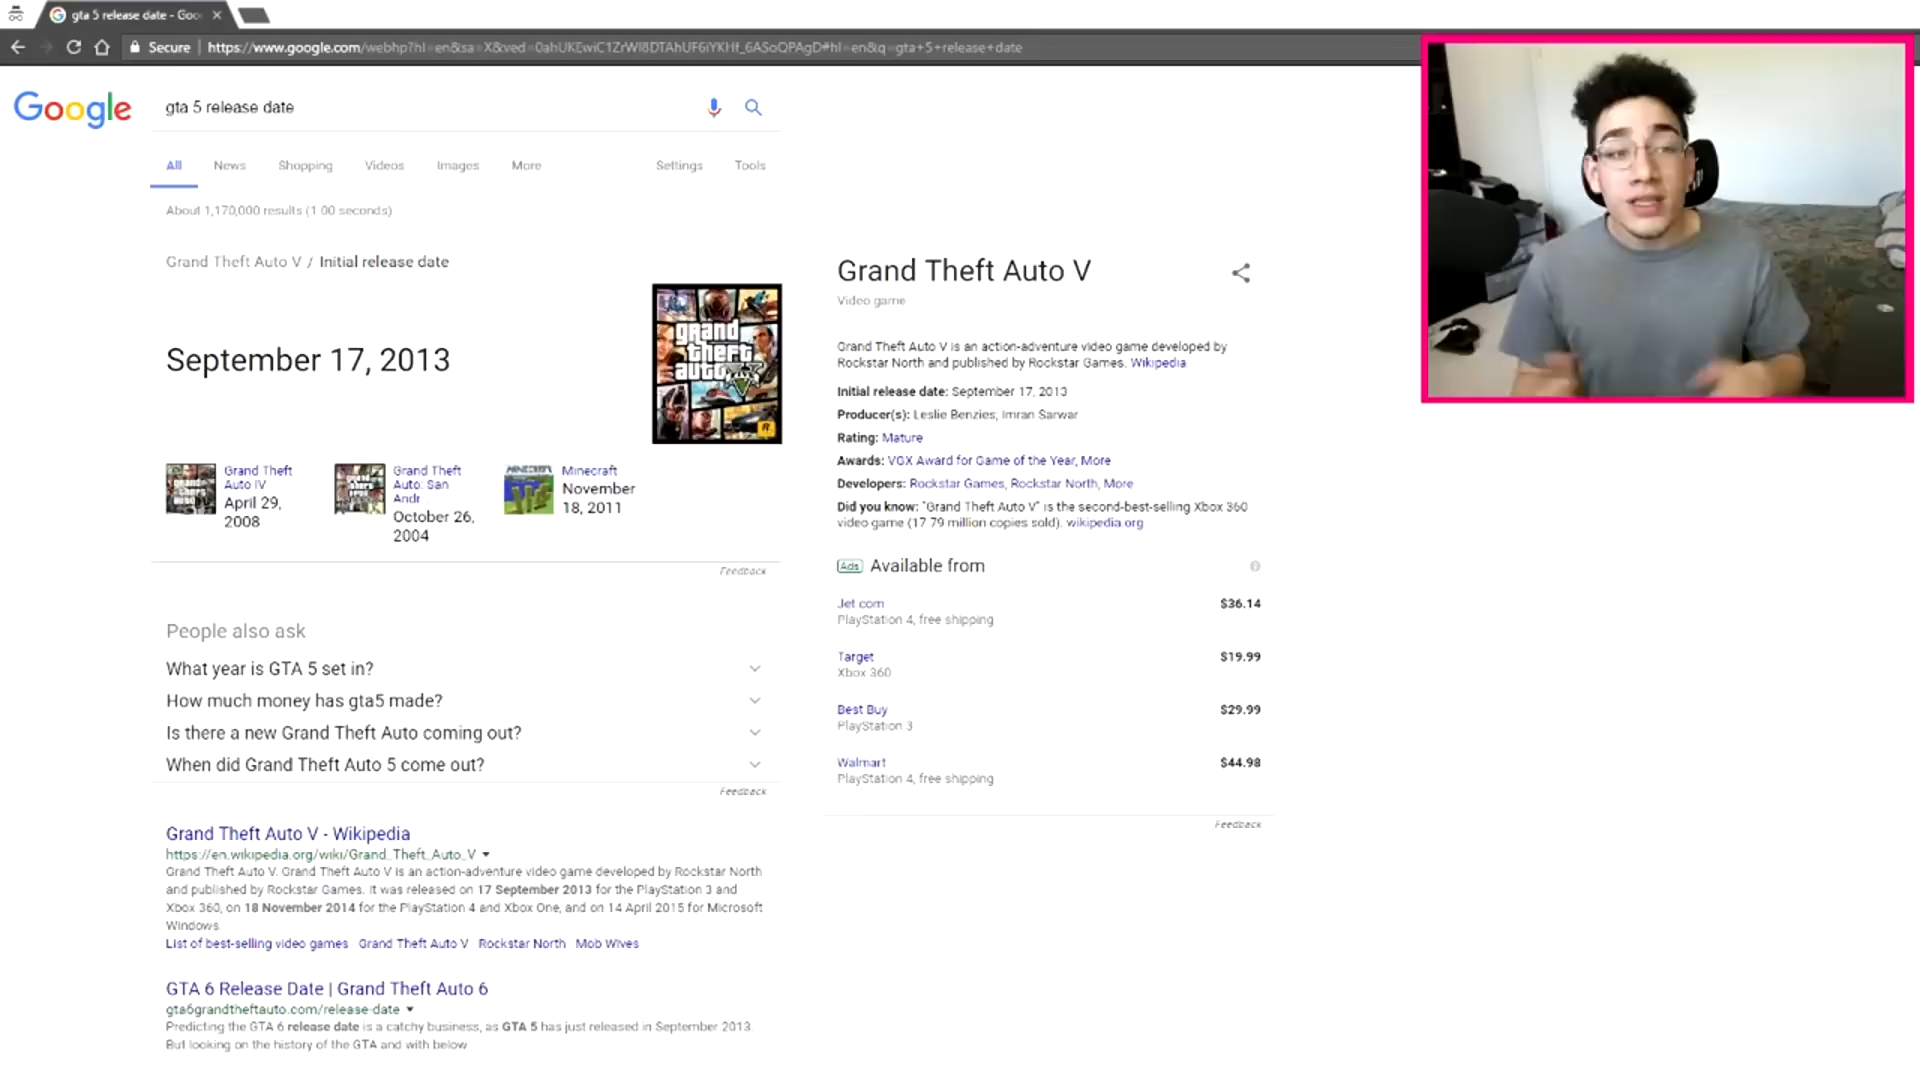 gta 5 release date - Goo
Secure
https://www.google.com/webhp?hl=en&sa=X&ved=0ahUKEwiC1ZrWl8DTAhUF6iYKHf_6ASoQPAgD#hl=en&q=gta+5+release+date
Google
gta 5 release date
All News Shopping Videos Images More Settings Tools
About 1,170,000 results (1.00 seconds)
Grand Theft Auto V / Initial release date
September 17, 2013
grand
theft
auto
V
Grand Theft
Auto IV
April 29,
2008
Grand Theft
Auto: San
Andr
October 26,
2004
MINECRAFT
Minecraft
November
18, 2011
Feedback
People also ask
What year is GTA 5 set in?
How much money has gta5 made?
Is there a new Grand Theft Auto coming out?
When did Grand Theft Auto 5 come out?
Feedback
Grand Theft Auto V - Wikipedia
https://en.wikipedia.org/wiki/Grand_Theft_Auto_V
Grand Theft Auto V. Grand Theft Auto V is an action-adventure video game developed by Rockstar North
and published by Rockstar Games. It was released on 17 September 2013 for the PlayStation 3 and
Xbox 360, on 18 November 2014 for the PlayStation 4 and Xbox One, and on 14 April 2015 for Microsoft
Windows.
List of best-selling video games Grand Theft Auto V Rockstar North Mob Wives
GTA 6 Release Date | Grand Theft Auto 6
gta6grandtheftauto.com/release-date
Predicting the GTA 6 release date is a catchy business, as GTA 5 has just released in September 2013.
But looking on the history of the GTA and with below
Grand Theft Auto V
Video game
Grand Theft Auto V is an action-adventure video game developed by
Rockstar North and published by Rockstar Games. Wikipedia
Initial release date: September 17, 2013
Producer(s): Leslie Benzies, Imran Sarwar
Rating: Mature
Awards: VGX Award for Game of the Year, More
Developers: Rockstar Games, Rockstar North, More
Did you know: "Grand Theft Auto V" is the second-best-selling Xbox 360
video game (17.79 million copies sold). wikipedia.org
Ads Available from
Jet.com $36.14
PlayStation 4, free shipping
Target $19.99
Xbox 360
Best Buy $29.99
PlayStation 3
Walmart $44.98
PlayStation 4, free shipping
Feedback